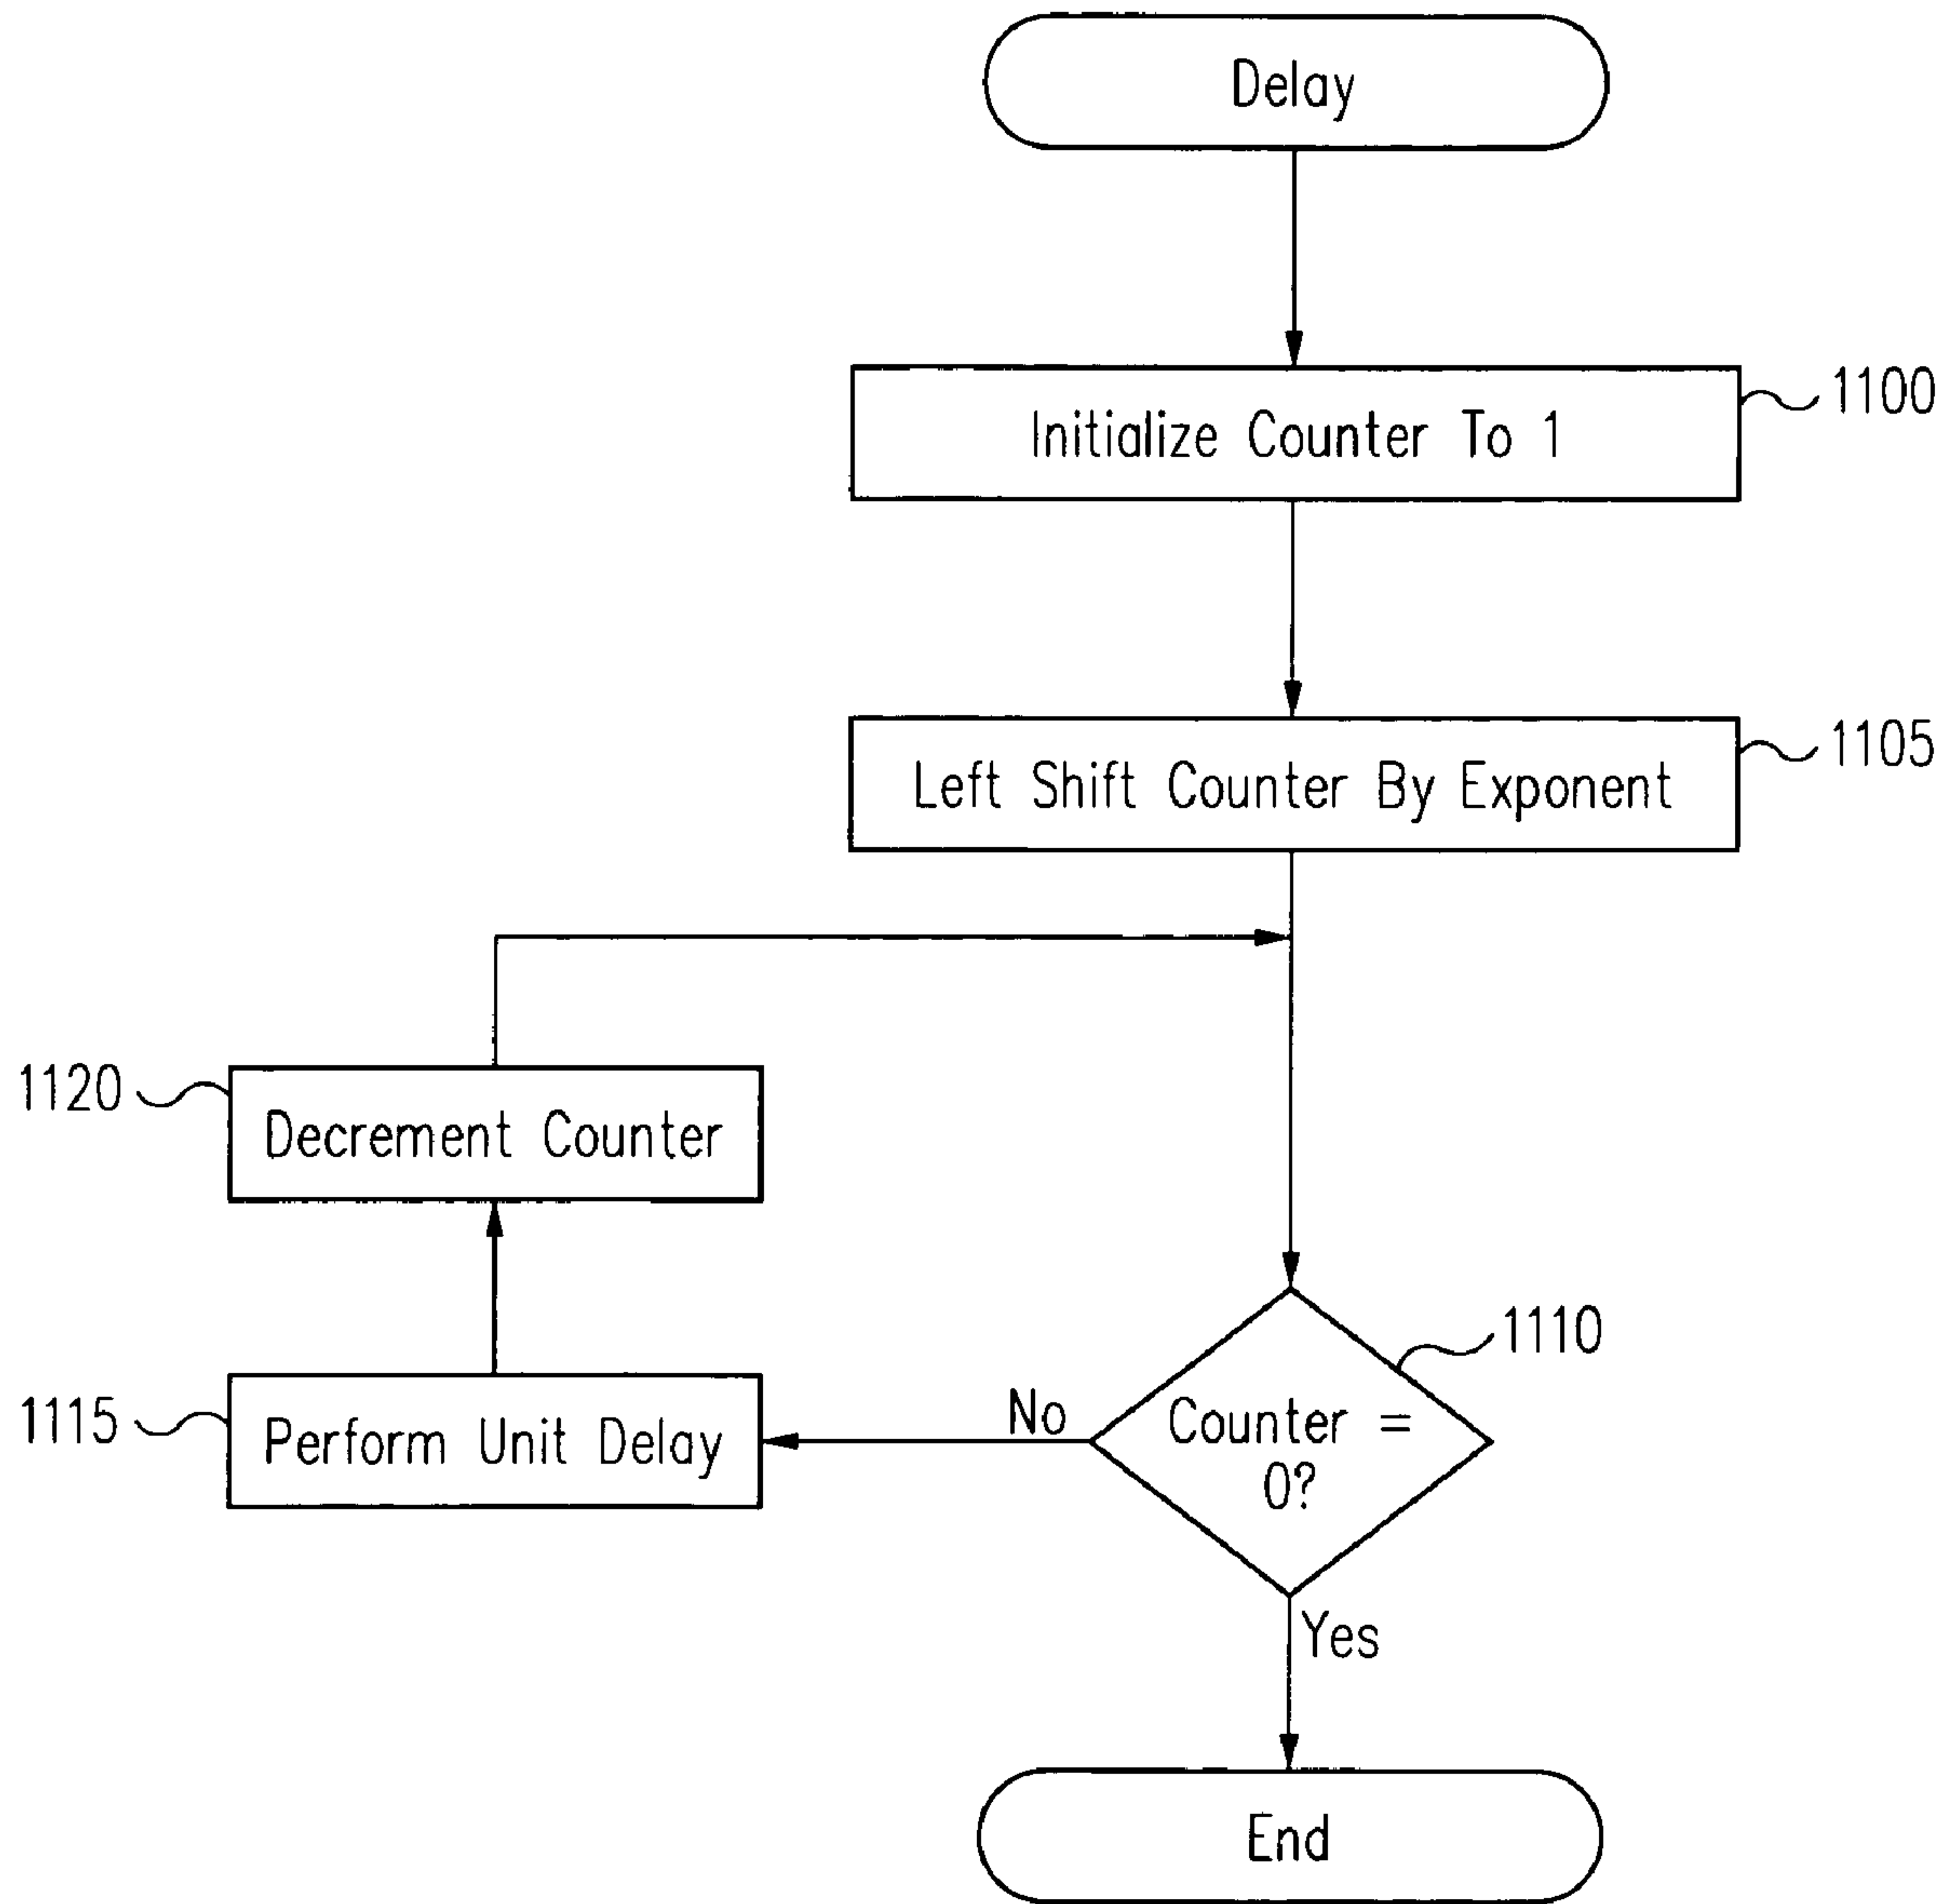 Delay
Initialize Counter To 1
1100
Left Shift Counter By Exponent
1105
1120
Decrement Counter
1110
Counter =
0?
No
1115
Perform Unit Delay
Yes
End